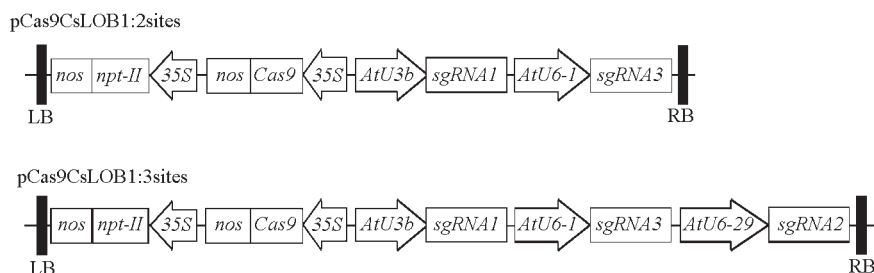 pCas9CsLOB1:2sites
nos npt-II 35S nos Cas9 35S AtU3b sgRNA1 AtU6-1 sgRNA3
LB RB
pCas9CsLOB1:3sites
nos npt-II 35S nos Cas9 35S AtU3b sgRNA1 AtU6-1 sgRNA3 AtU6-29 sgRNA2
LB RB